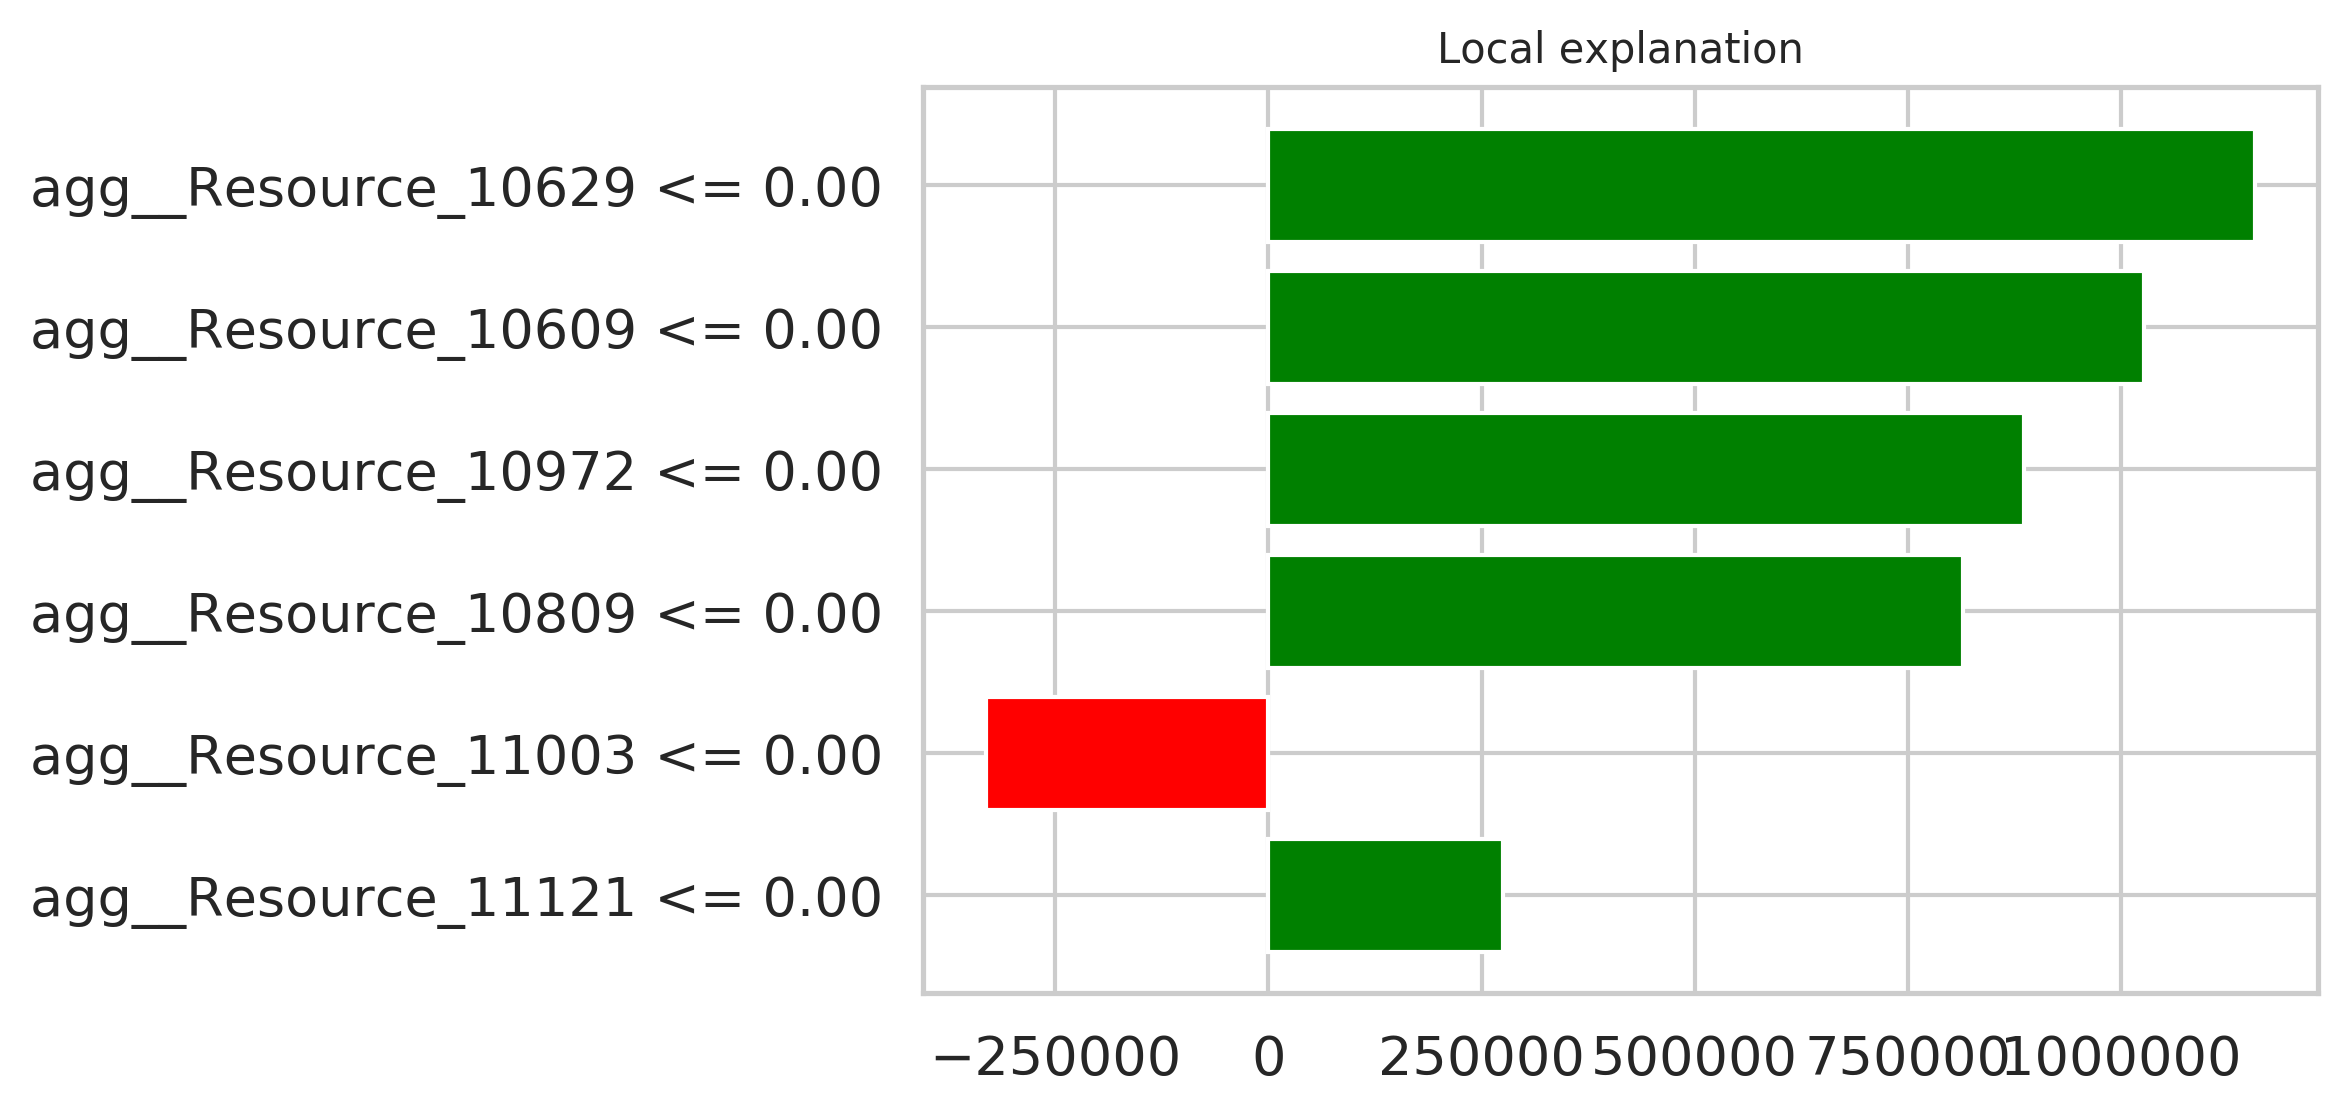 Local explanation
agg__Resource_10629 <= 0.00
agg__Resource_10609 <= 0.00
agg__Resource_10972 <= 0.00
agg__Resource_10809 <= 0.00
agg__Resource_11003 <= 0.00
agg__Resource_11121 <= 0.00
−250000 0 250000 500000 750000 1000000